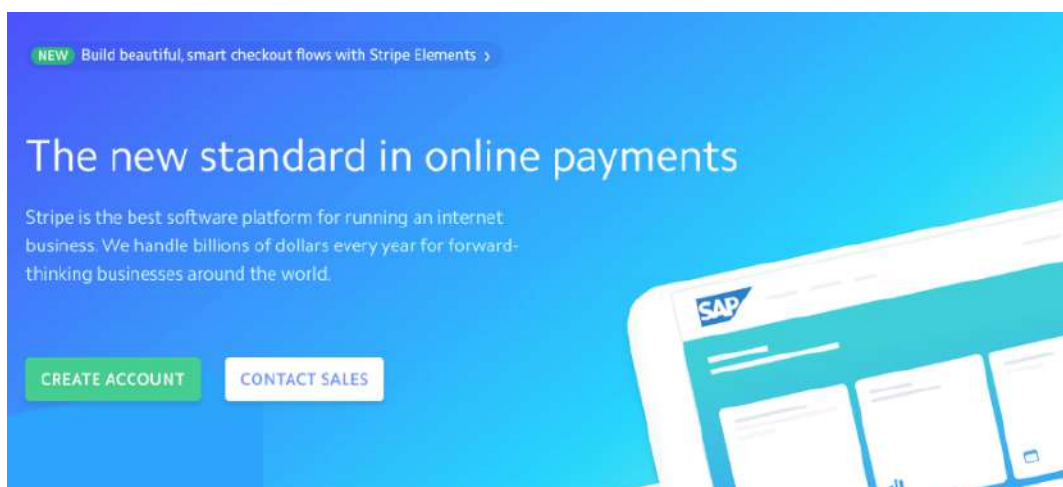 NEW Build beautiful, smart checkout flows with Stripe Elements ›
The new standard in online payments
Stripe is the best software platform for running an internet
business. We handle billions of dollars every year for forward-
thinking businesses around the world.
SAP
CREATE ACCOUNT CONTACT SALES